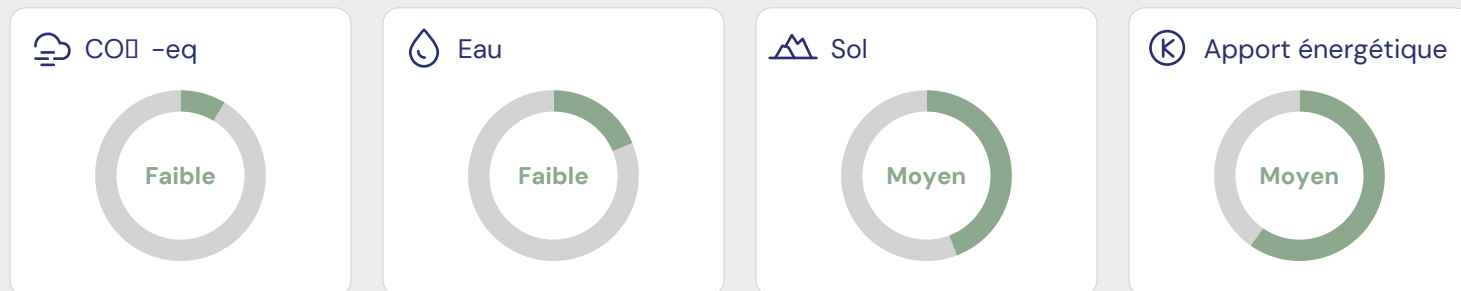 CO▯ -eq
Eau
Sol
Apport énergétique
Faible
Faible
Moyen
Moyen